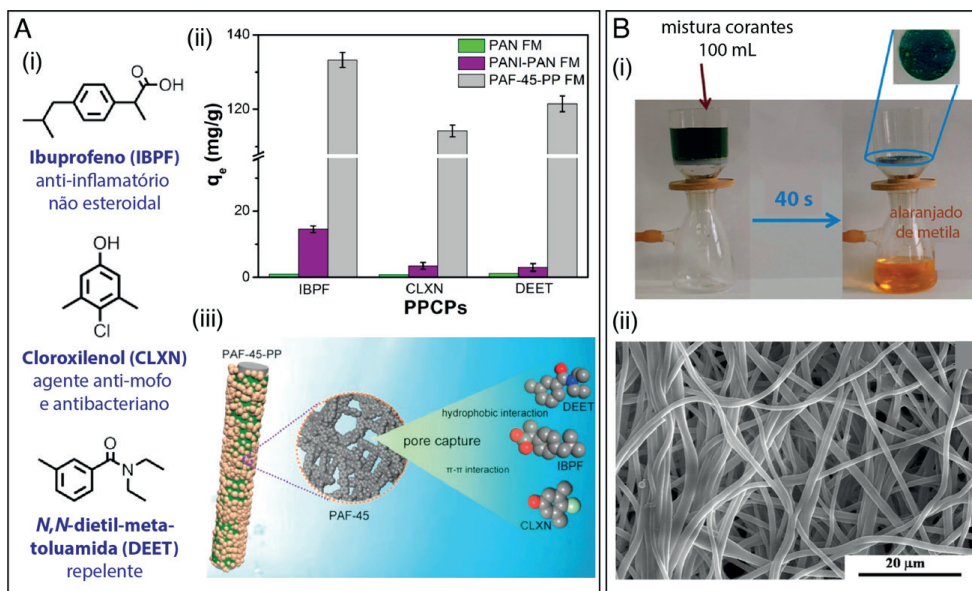 A
(i)
OH
O
Ibuprofeno (IBPF)
anti-inflamatório
não esteroidal
OH
Cl
Cloroxilenol (CLXN)
agente anti-mofo
e antibacteriano
O
N
N,N-dietil-meta-
toluamida (DEET)
repelente
(ii)
qe (mg/g)
140
120
20
0
PAN FM
PANI-PAN FM
PAF-45-PP FM
IBPF
CLXN
DEET
PPCPs
(iii)
PAF-45-PP
PAF-45
hydrophobic interaction
pore capture
π-π interaction
DEET
IBPF
CLXN
B
(i)
mistura corantes
100 mL
40 s
alaranjado
de metila
(ii)
20 μm